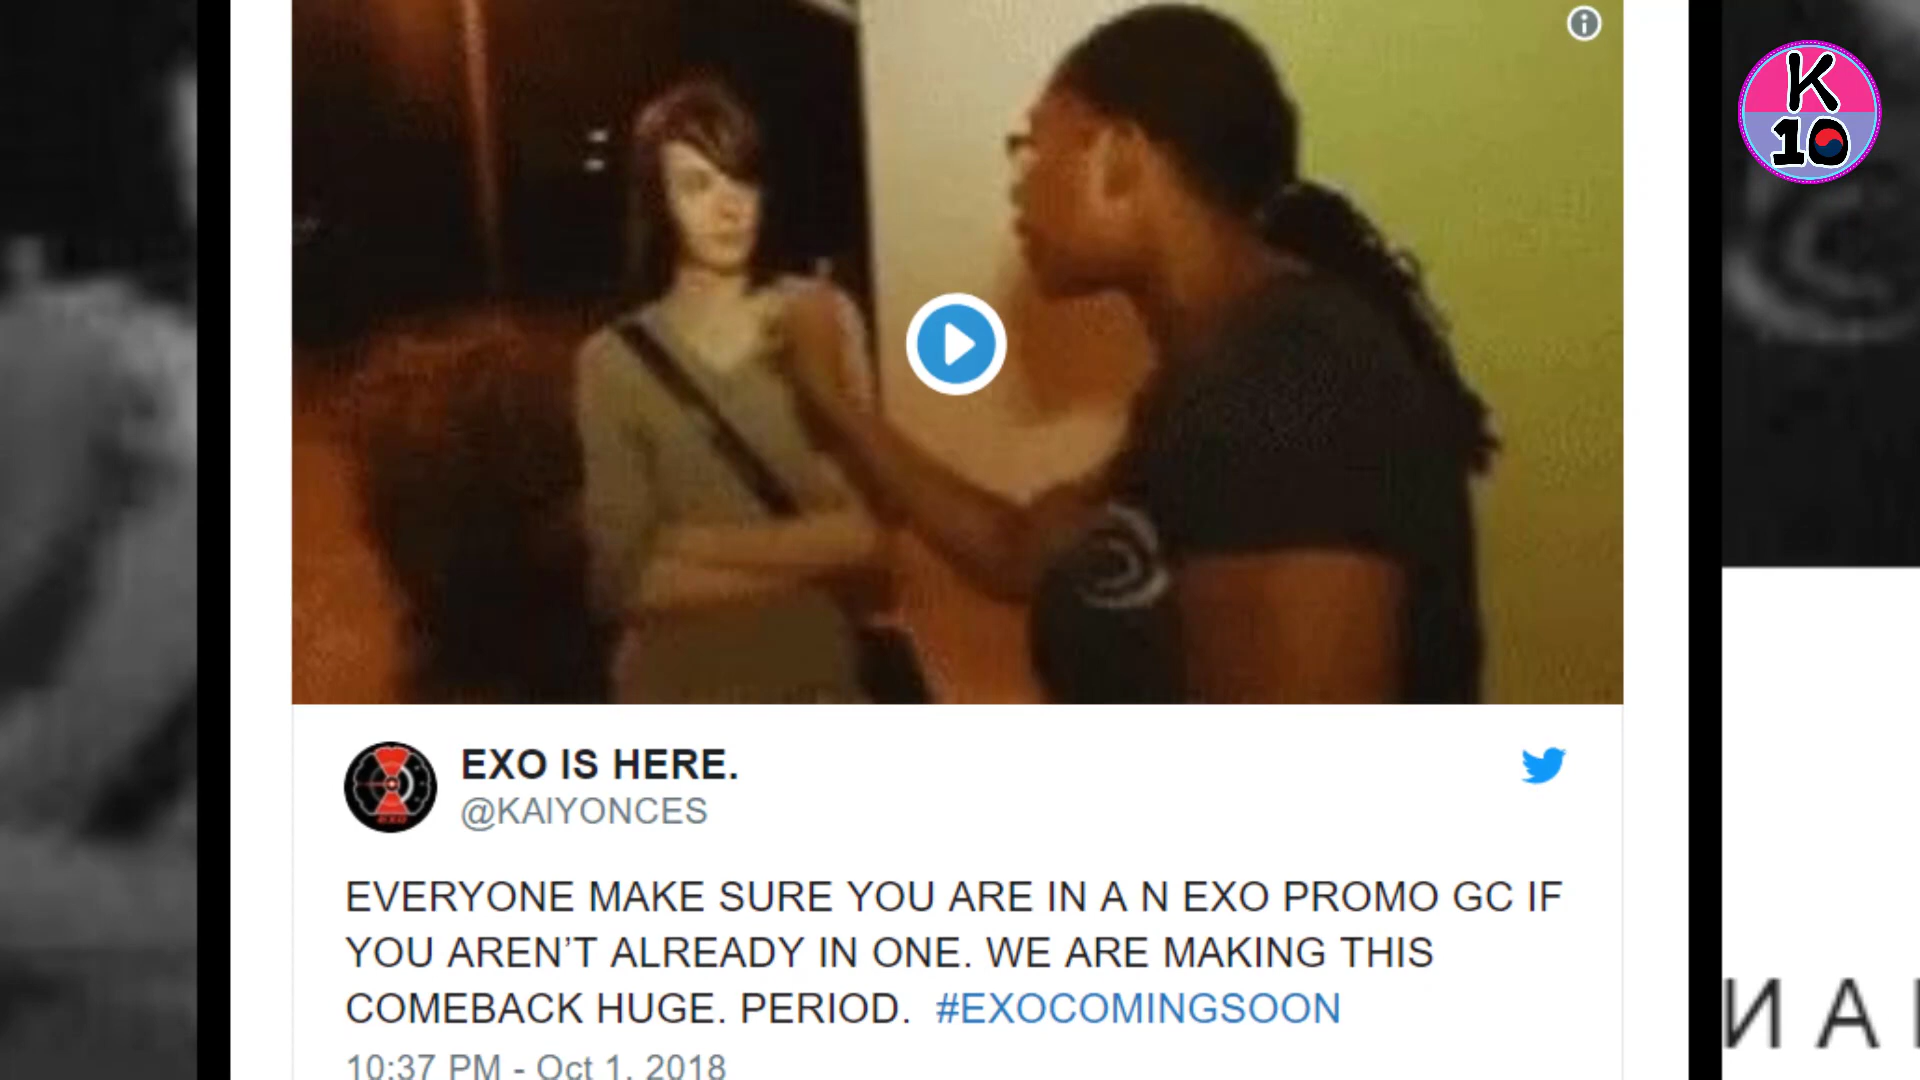 K
10
EXO IS HERE.
@KAIYONCES
EVERYONE MAKE SURE YOU ARE IN A N EXO PROMO GC IF
YOU AREN’T ALREADY IN ONE. WE ARE MAKING THIS
COMEBACK HUGE. PERIOD. #EXOCOMINGSOON
10:37 PM - Oct 1, 2018